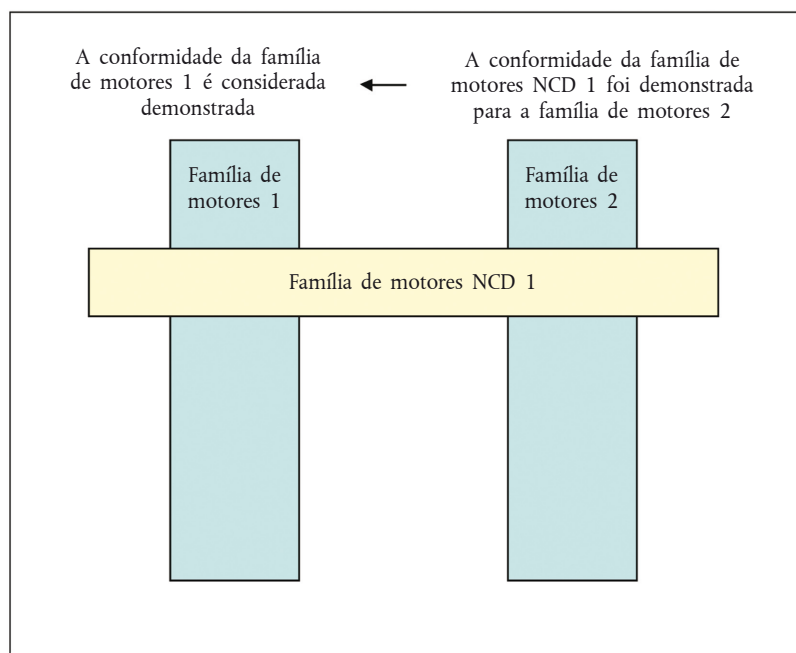 A conformidade da família
de motores 1 é considerada
demonstrada
A conformidade da família de
motores NCD 1 foi demonstrada
para a família de motores 2
Família de
motores 1
Família de
motores 2
Família de motores NCD 1